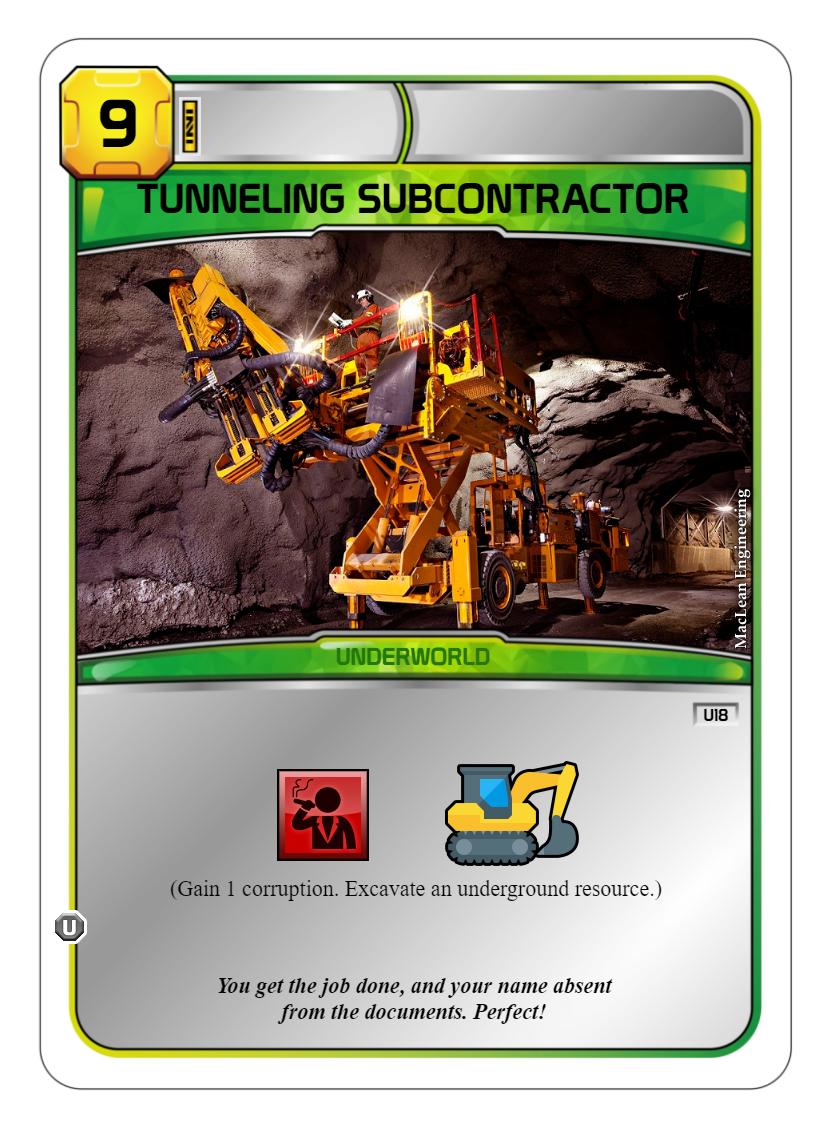 9
TUNNELING SUBCONTRACTOR
MacLean Engineering
UNDERWORLD
U18
(Gain 1 corruption. Excavate an underground resource.)
U
You get the job done, and your name absent
from the documents. Perfect!